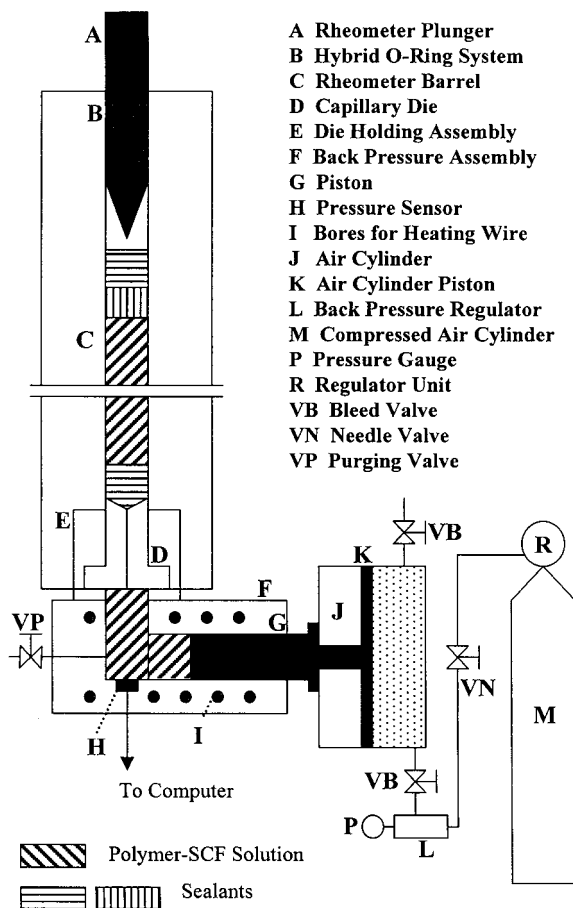 A Rheometer Plunger
B Hybrid O-Ring System
C Rheometer Barrel
D Capillary Die
E Die Holding Assembly
F Back Pressure Assembly
G Piston
H Pressure Sensor
I Bores for Heating Wire
J Air Cylinder
K Air Cylinder Piston
L Back Pressure Regulator
M Compressed Air Cylinder
P Pressure Gauge
R Regulator Unit
VB Bleed Valve
VN Needle Valve
VP Purging Valve
A
B
C
E
D
F
G
VP
H
I
To Computer
K
J
VB
R
VN
M
VB
P
L
Polymer-SCF Solution
Sealants